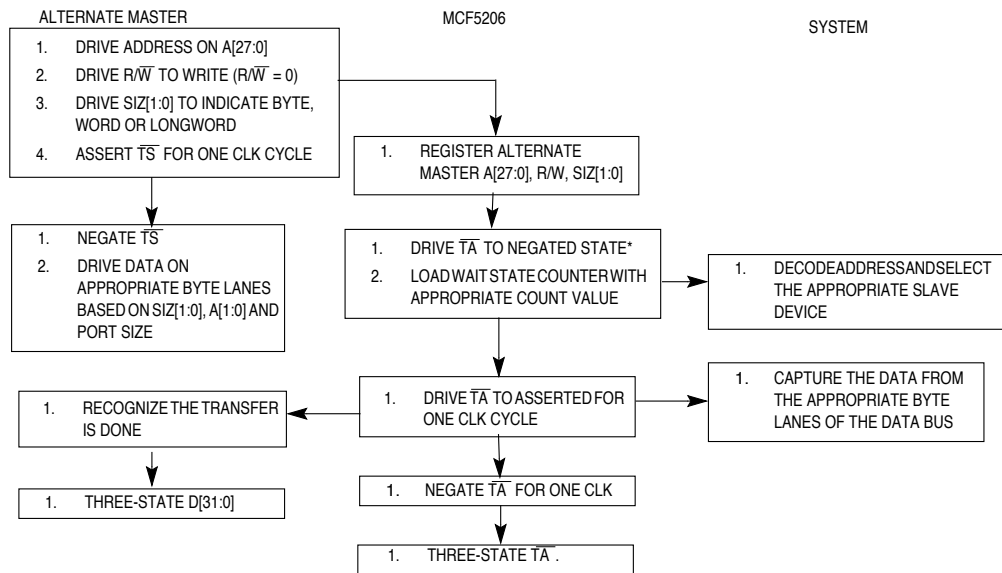 ALTERNATE MASTER
MCF5206
SYSTEM
1. DRIVE ADDRESS ON A[27:0]
2. DRIVE R/W̅ TO WRITE (R/W̅ = 0)
3. DRIVE SIZ[1:0] TO INDICATE BYTE,
WORD OR LONGWORD
4. ASSERT T̅S̅ FOR ONE CLK CYCLE
1. REGISTER ALTERNATE
MASTER A[27:0], R/W, SIZ[1:0]
1. NEGATE T̅S̅
2. DRIVE DATA ON
APPROPRIATE BYTE LANES
BASED ON SIZ[1:0], A[1:0] AND
PORT SIZE
1. DRIVE T̅A̅ TO NEGATED STATE*
2. LOAD WAIT STATE COUNTER WITH
APPROPRIATE COUNT VALUE
1. DECODEADDRESSANDSELECT
THE APPROPRIATE SLAVE
DEVICE
1. RECOGNIZE THE TRANSFER
IS DONE
1. DRIVE T̅A̅ TO ASSERTED FOR
ONE CLK CYCLE
1. CAPTURE THE DATA FROM
THE APPROPRIATE BYTE
LANES OF THE DATA BUS
1. THREE-STATE D[31:0]
1. NEGATE T̅A̅ FOR ONE CLK
1. THREE-STATE T̅A̅.